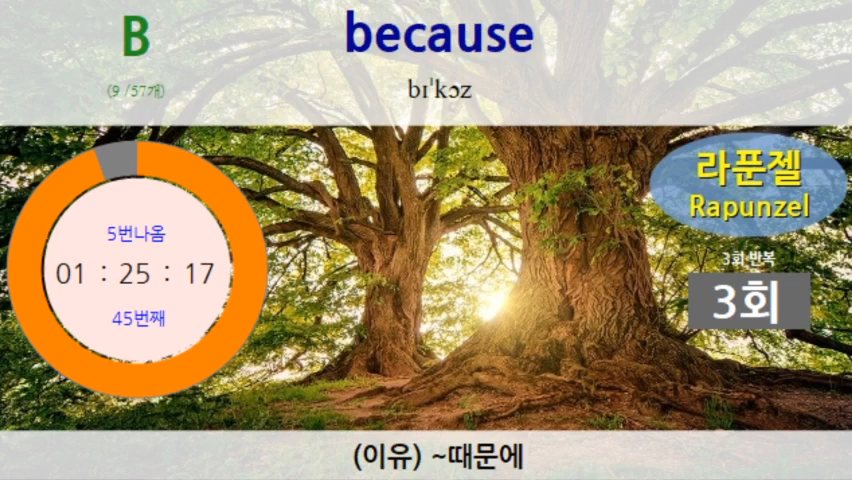 B
because
(9 /57개)
bɪˈkɔz
라푼젤
Rapunzel
5번나옴
01 : 25 : 17
45번째
3회 반복
3회
(이유) ~때문에